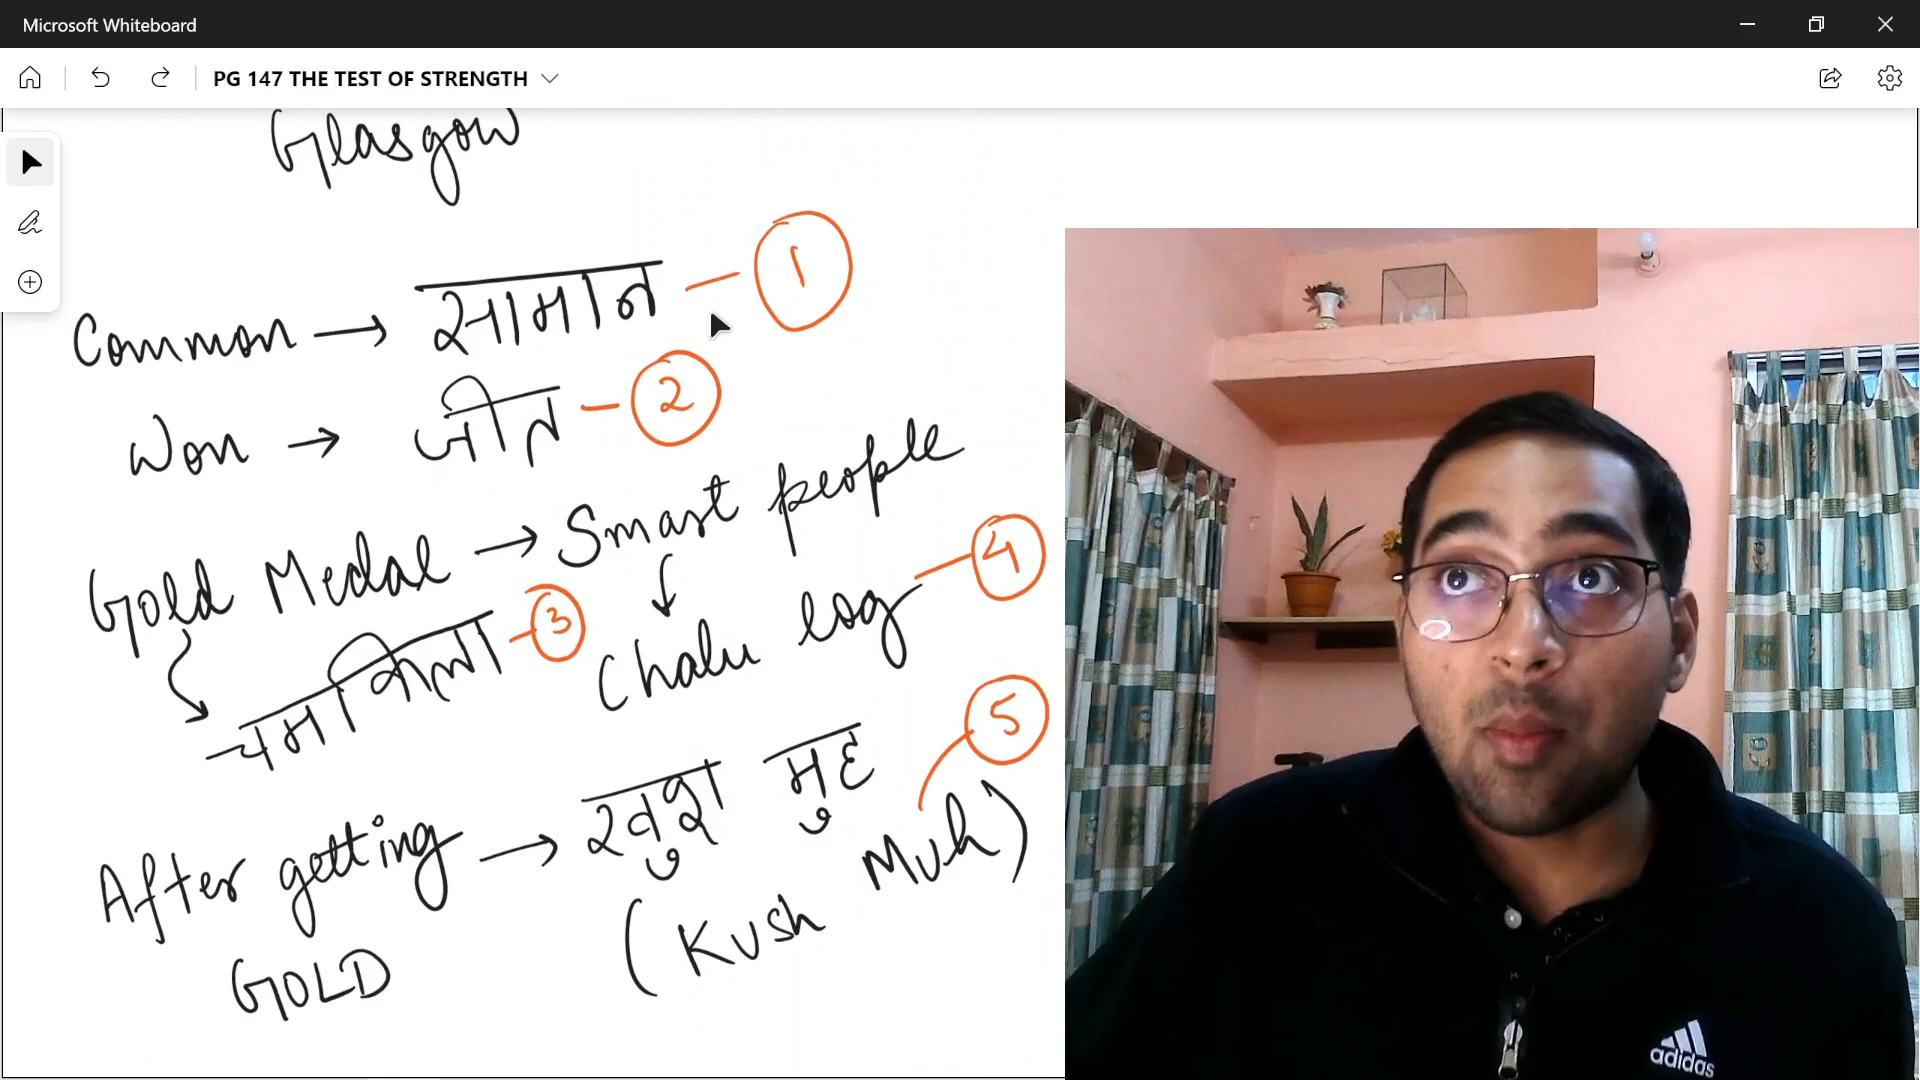 Microsoft Whiteboard
PG 147 THE TEST OF STRENGTH
Glasgow
Common → सामान — 1
Won → जीत — 2
Gold Medal → Smart people
Chalu log — 4
चमकिला — 3
After getting → खुश मुह
GOLD
(Kush Muh) 5
adidas